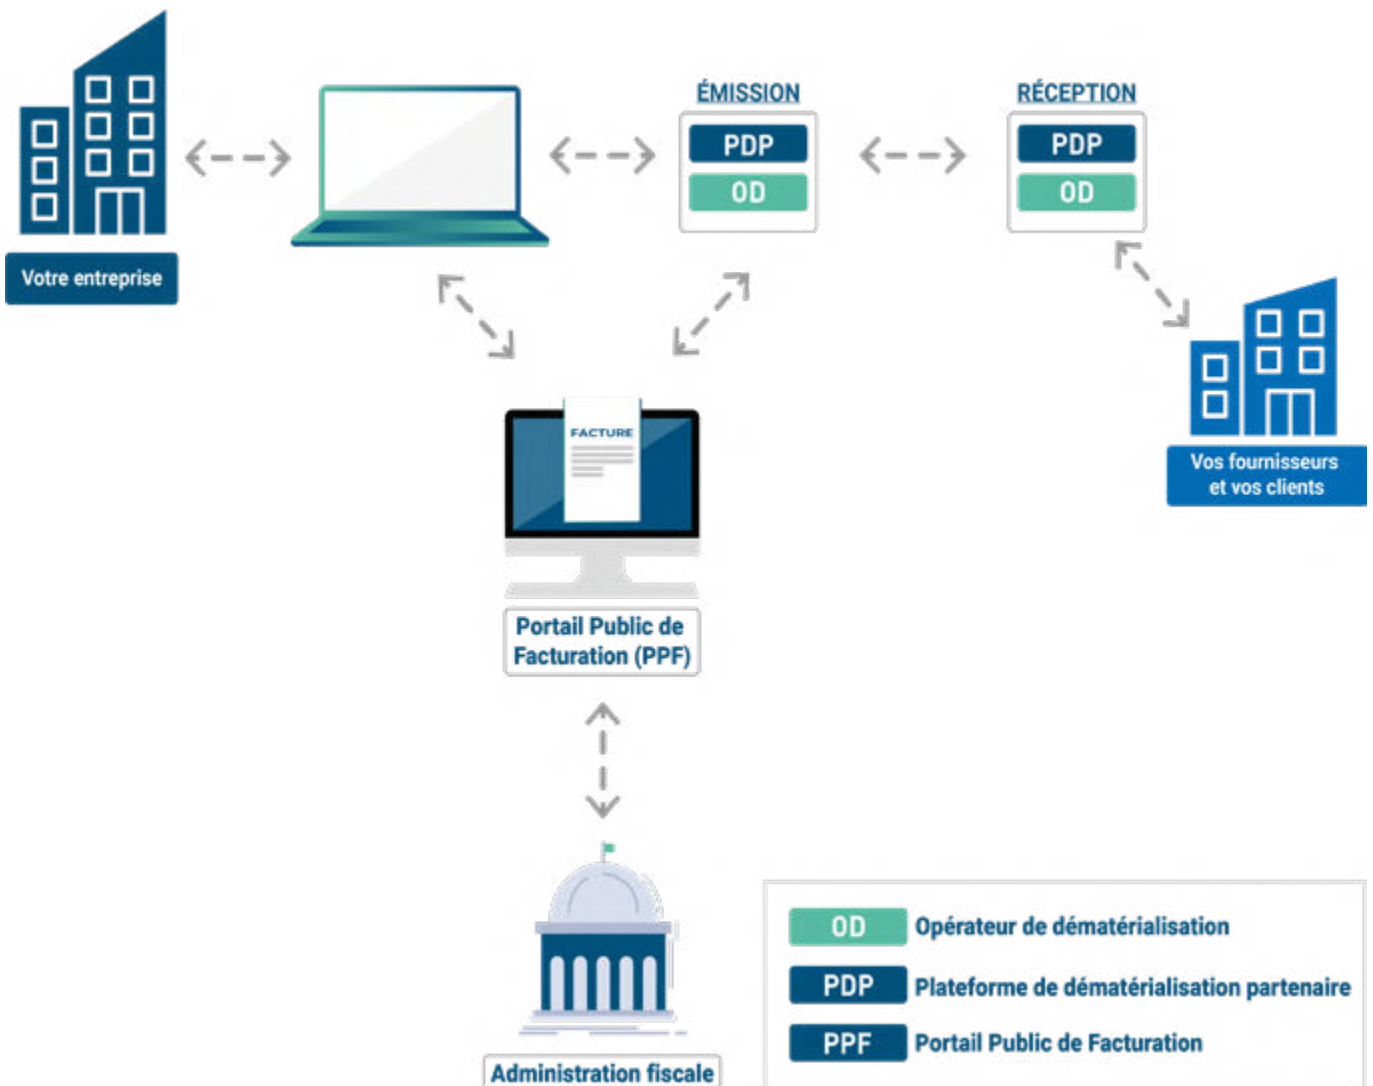 ÉMISSION
RÉCEPTION
PDP
OD
PDP
OD
Votre entreprise
FACTURE
Vos fournisseurs
et vos clients
Portail Public de
Facturation (PPF)
Administration fiscale
OD Opérateur de dématérialisation
PDP Plateforme de dématérialisation partenaire
PPF Portail Public de Facturation